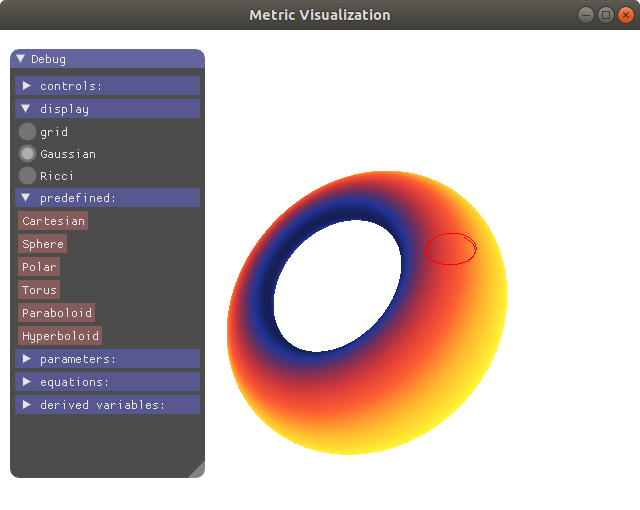 Metric Visualization
Debug
controls:
display
grid
Gaussian
Ricci
predefined:
Cartesian
Sphere
Polar
Torus
Paraboloid
Hyperboloid
parameters:
equations:
derived variables: